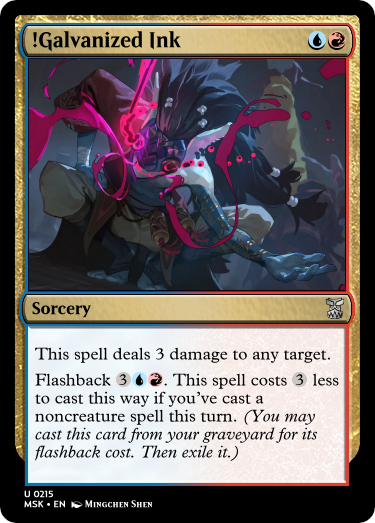 !Galvanized Ink
Sorcery
This spell deals 3 damage to any target.
Flashback 3. This spell costs 3 less
to cast this way if you've cast a
noncreature spell this turn. (You may
cast this card from your graveyard for its
flashback cost. Then exile it.)
U 0215
MSK • EN Mingchen Shen